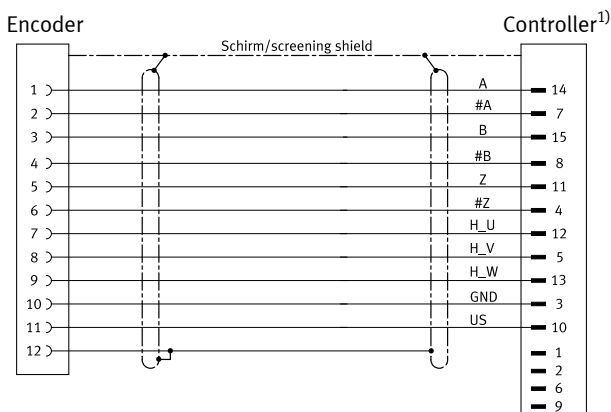 Encoder
Controller1)
Schirm/screening shield
1 A 14
2 #A 7
3 B 15
4 #B 8
5 Z 11
6 #Z 4
7 H_U 12
8 H_V 5
9 H_W 13
10 GND 3
11 US 10
12
1
2
6
9